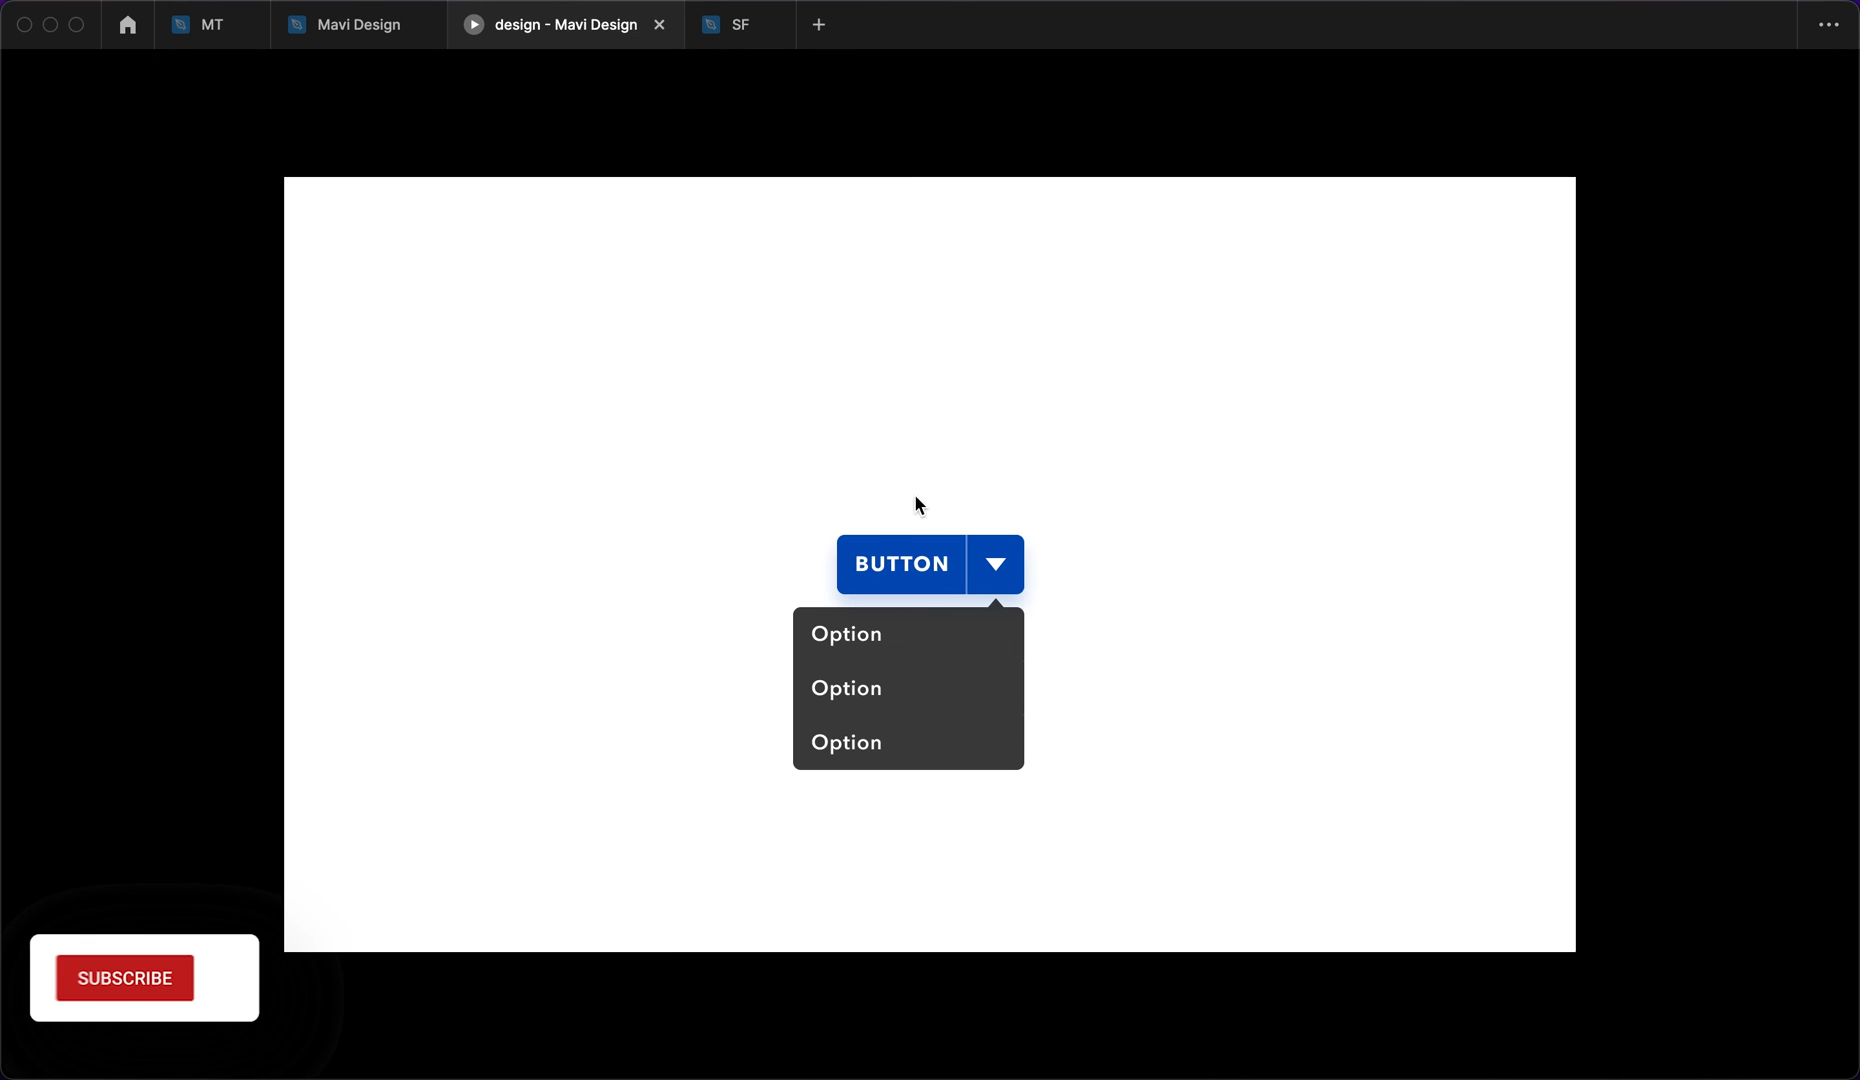 MT
Mavi Design
design - Mavi Design
SF
BUTTON
Option
Option
Option
SUBSCRIBE